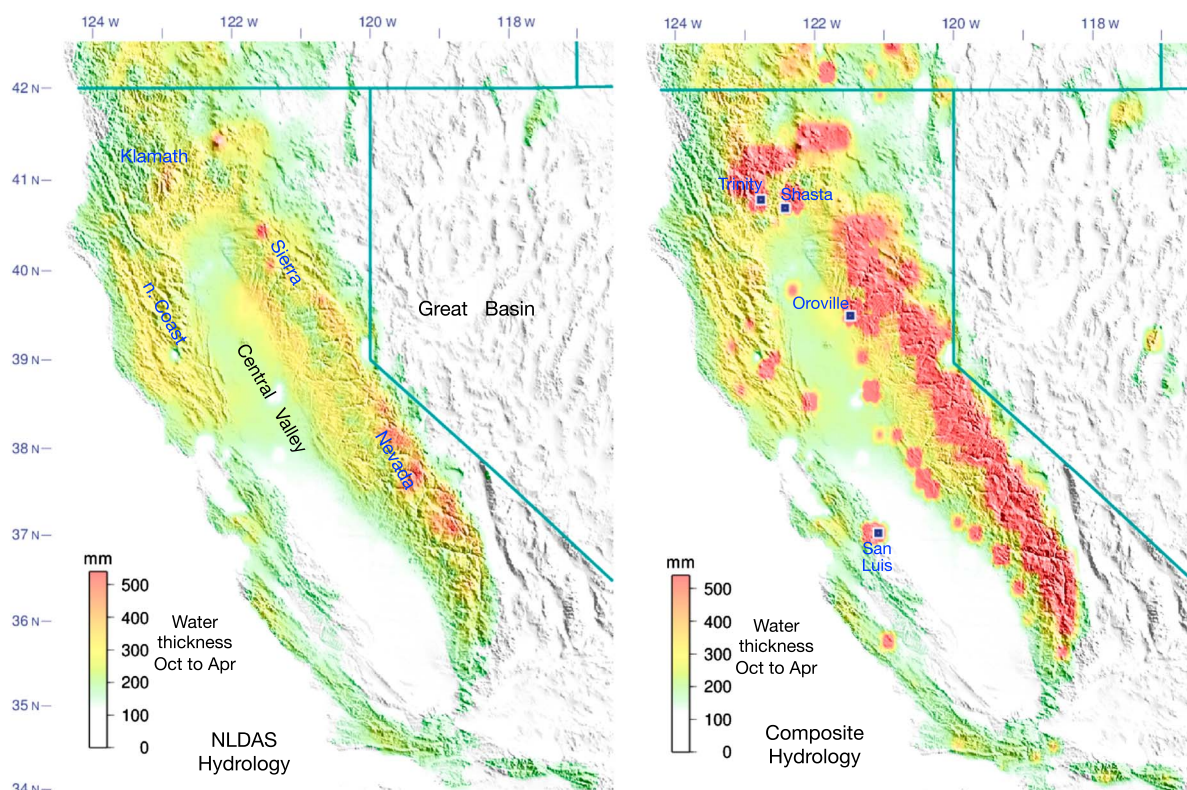 124 W 122 W 120 W 118 W
42 N
Klamath
41 N
Sierra
40 N
n. Coast
Great Basin
39 N
Central Valley
38 N
Nevada
37 N
mm
500
400
300
200
100
0
36 N
Water
thickness
Oct to Apr
35 N
NLDAS
Hydrology
34 N
124 W 122 W 120 W 118 W
Trinity
Shasta
Oroville
San
Luis
mm
500
400
300
200
100
0
Water
thickness
Oct to Apr
Composite
Hydrology